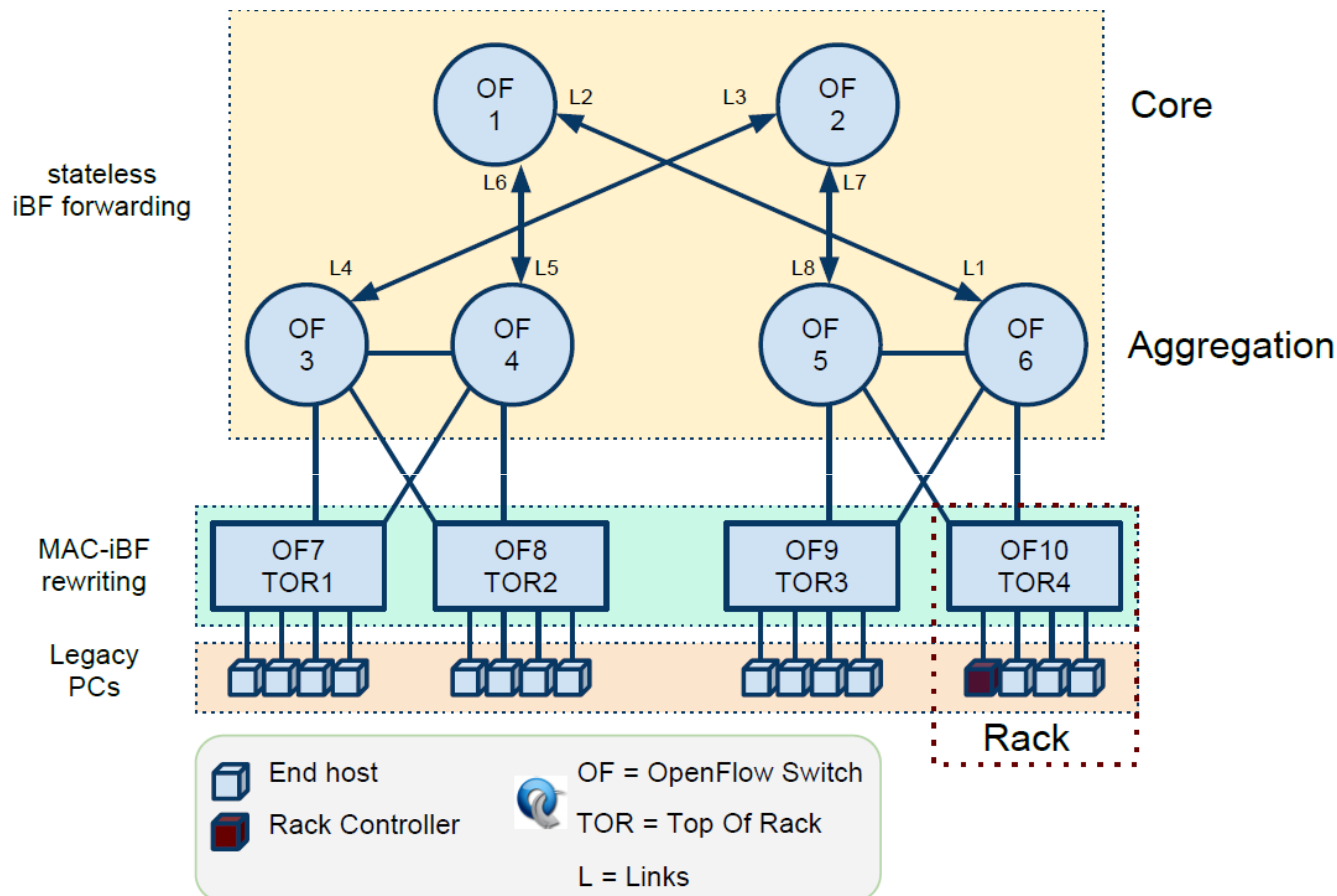 OF
1
L2
L3
OF
2
Core
stateless
iBF forwarding
L6
L7
L4
L5
L8
L1
OF
3
OF
4
OF
5
OF
6
Aggregation
MAC-iBF
rewriting
OF7
TOR1
OF8
TOR2
OF9
TOR3
OF10
TOR4
Legacy
PCs
Rack
End host
OF = OpenFlow Switch
Rack Controller
TOR = Top Of Rack
L = Links